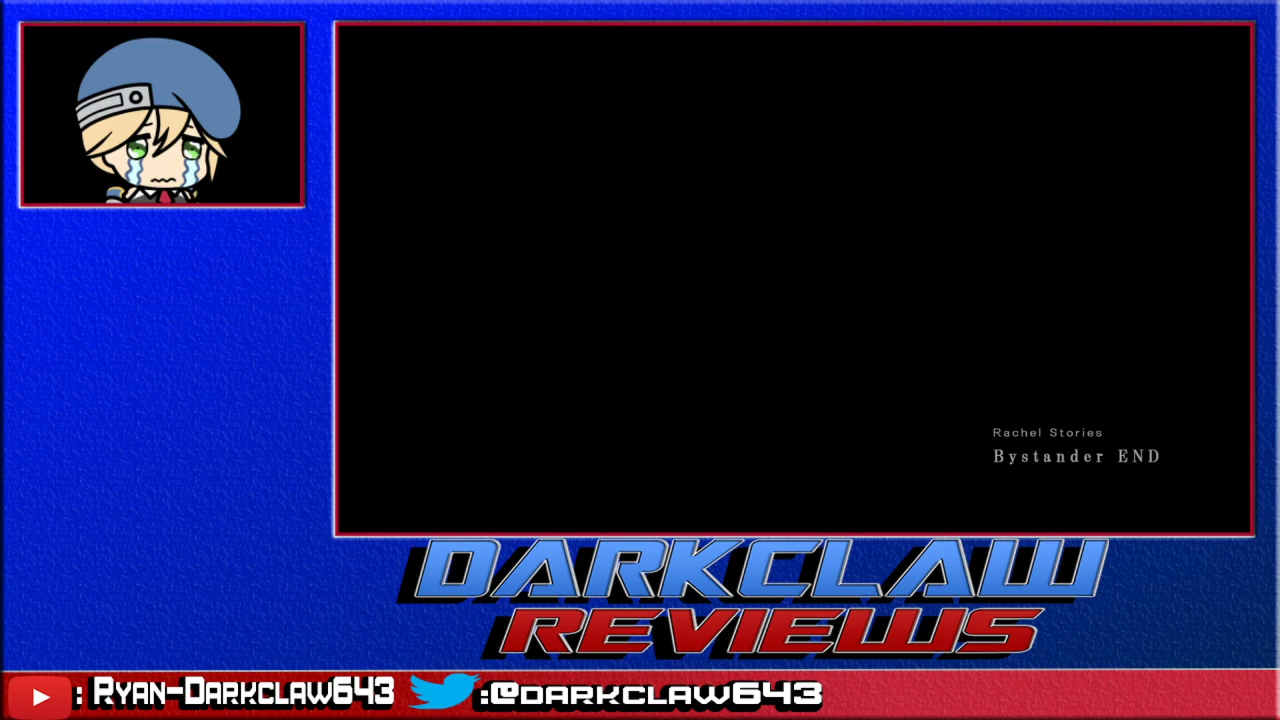 Rachel Stories
Bystander END
DARKCLAW
REVIEWS
: RYAN-DARKCLAW643
:@DARKCLAW643